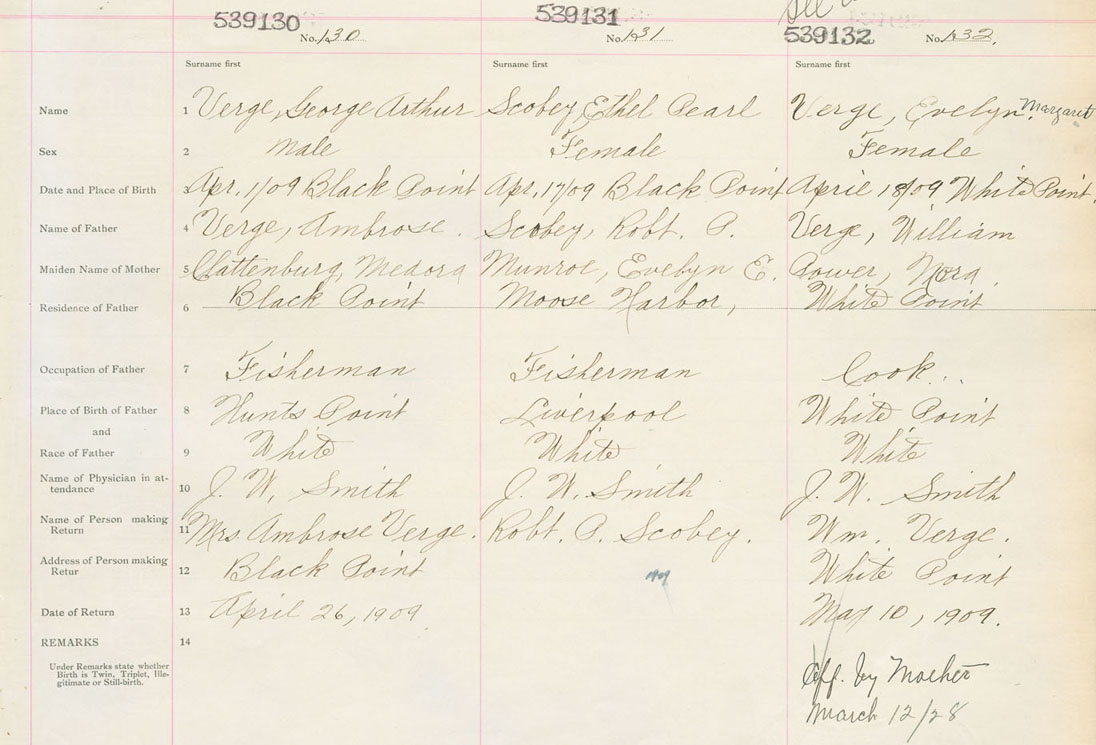 539130 No. 130 539131 No. 131 See 539132 No. 132.
Surname first Surname first Surname first
Name 1 Verge, George Arthur Scobey, Ethel Pearl Verge, Evelyn Margaret
Sex 2 Male Female Female
Date and Place of Birth 3 Apr. 1/09 Black Point Apr. 17/09 Black Point April 18/09 White Point.
Name of Father 4 Verge, Ambrose. Scobey, Robt. P. Verge, William
Maiden Name of Mother 5 Clattenburg, Medora Munroe, Evelyn E. Power, Nora
Residence of Father 6 Black Point Moose Harbor, White Point
Occupation of Father 7 Fisherman Fisherman Cook..
Place of Birth of Father 8 Hunts Point Liverpool White Point
and
Race of Father 9 White White White
Name of Physician in at-
tendance 10 J. W. Smith J. W. Smith J. W. Smith
Name of Person making
Return 11 Mrs Ambrose Verge. Robt. P. Scobey. Wm. Verge.
Address of Person making
Retur 12 Black Point White Point
Date of Return 13 April 26, 1909 May 10, 1909.
REMARKS 14
Under Remarks state whether
Birth is Twin, Triplet, Ille-
gitimate or Still-birth.
Aff. by Mother
March 12/28